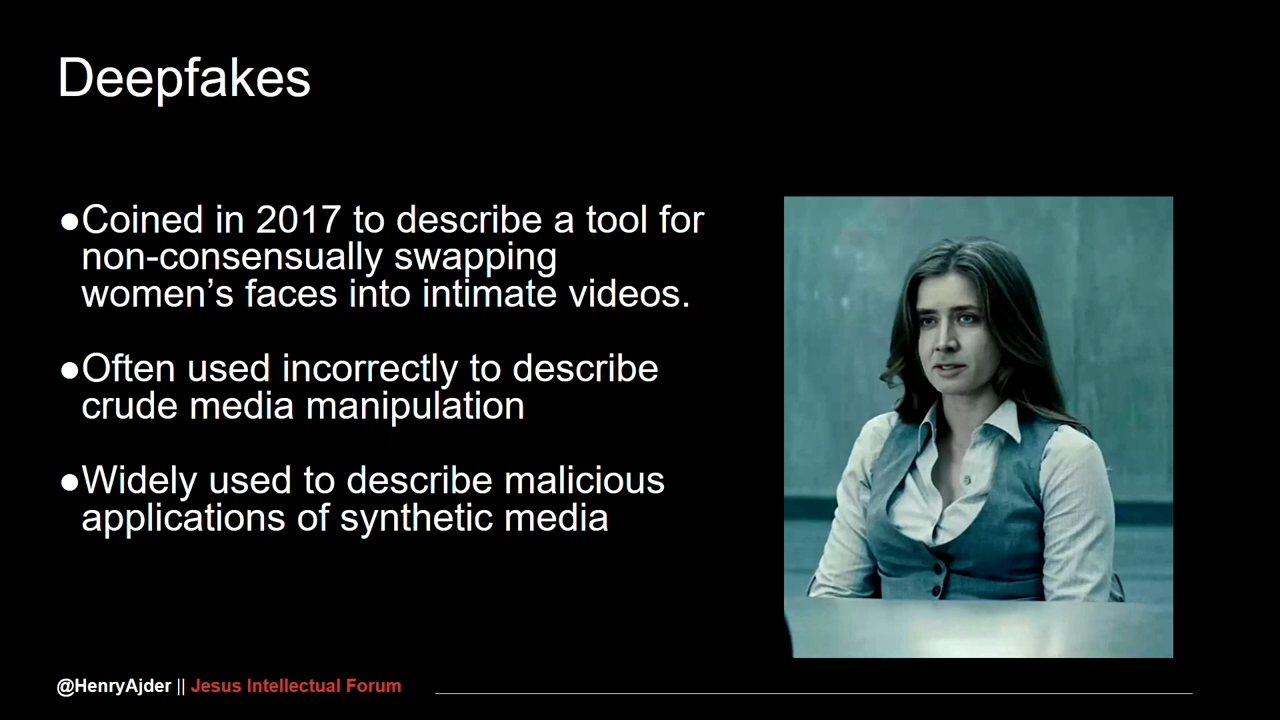 Deepfakes
●Coined in 2017 to describe a tool for
non-consensually swapping
women’s faces into intimate videos.
●Often used incorrectly to describe
crude media manipulation
●Widely used to describe malicious
applications of synthetic media
@HenryAjder || Jesus Intellectual Forum